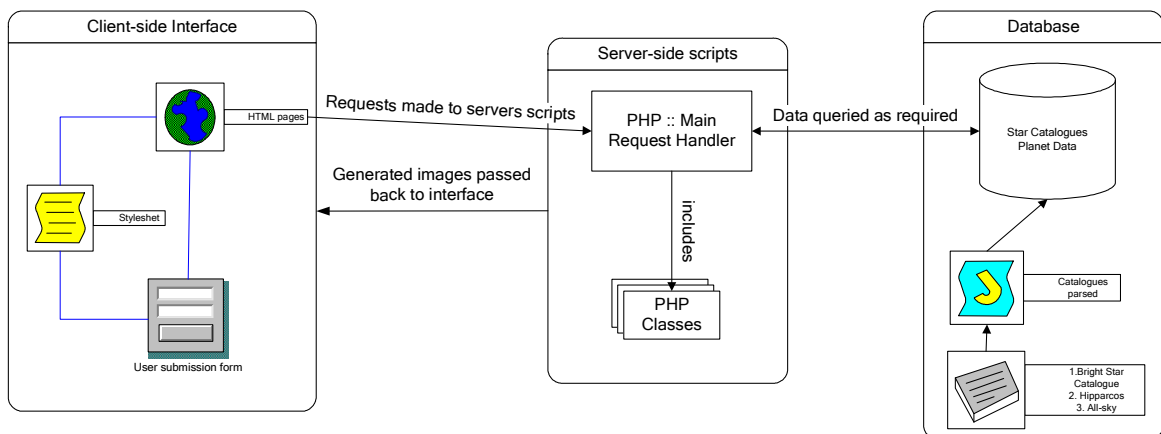 Client-side Interface
HTML pages
Styleshet
User submission form
Requests made to servers scripts
Generated images passed
back to interface
Server-side scripts
PHP :: Main
Request Handler
includes
PHP
Classes
Data queried as required
Database
Star Catalogues
Planet Data
Catalogues
parsed
1.Bright Star
Catalogue
2. Hipparcos
3. All-sky